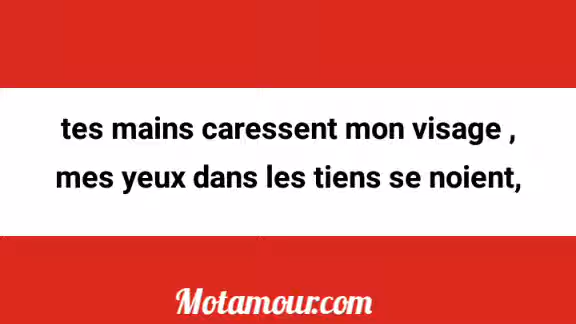 tes mains caressent mon visage ,
mes yeux dans les tiens se noient,
Motamour.com